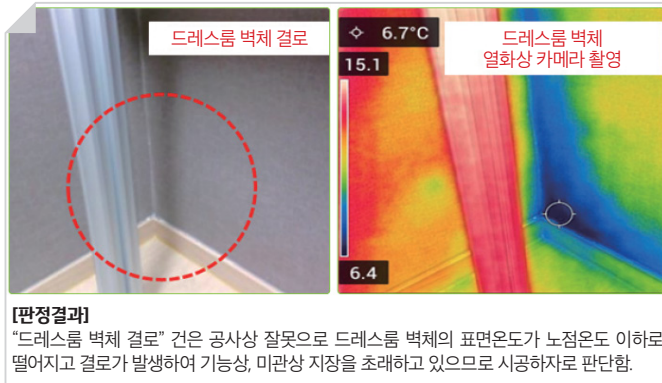 드레스룸 벽체 결로
6.7°C
15.1
드레스룸 벽체
열화상 카메라 촬영
6.4
[판정결과]
“드레스룸 벽체 결로” 건은 공사상 잘못으로 드레스룸 벽체의 표면온도가 노점온도 이하로
떨어지고 결로가 발생하여 기능상, 미관상 지장을 초래하고 있으므로 시공하자로 판단함.